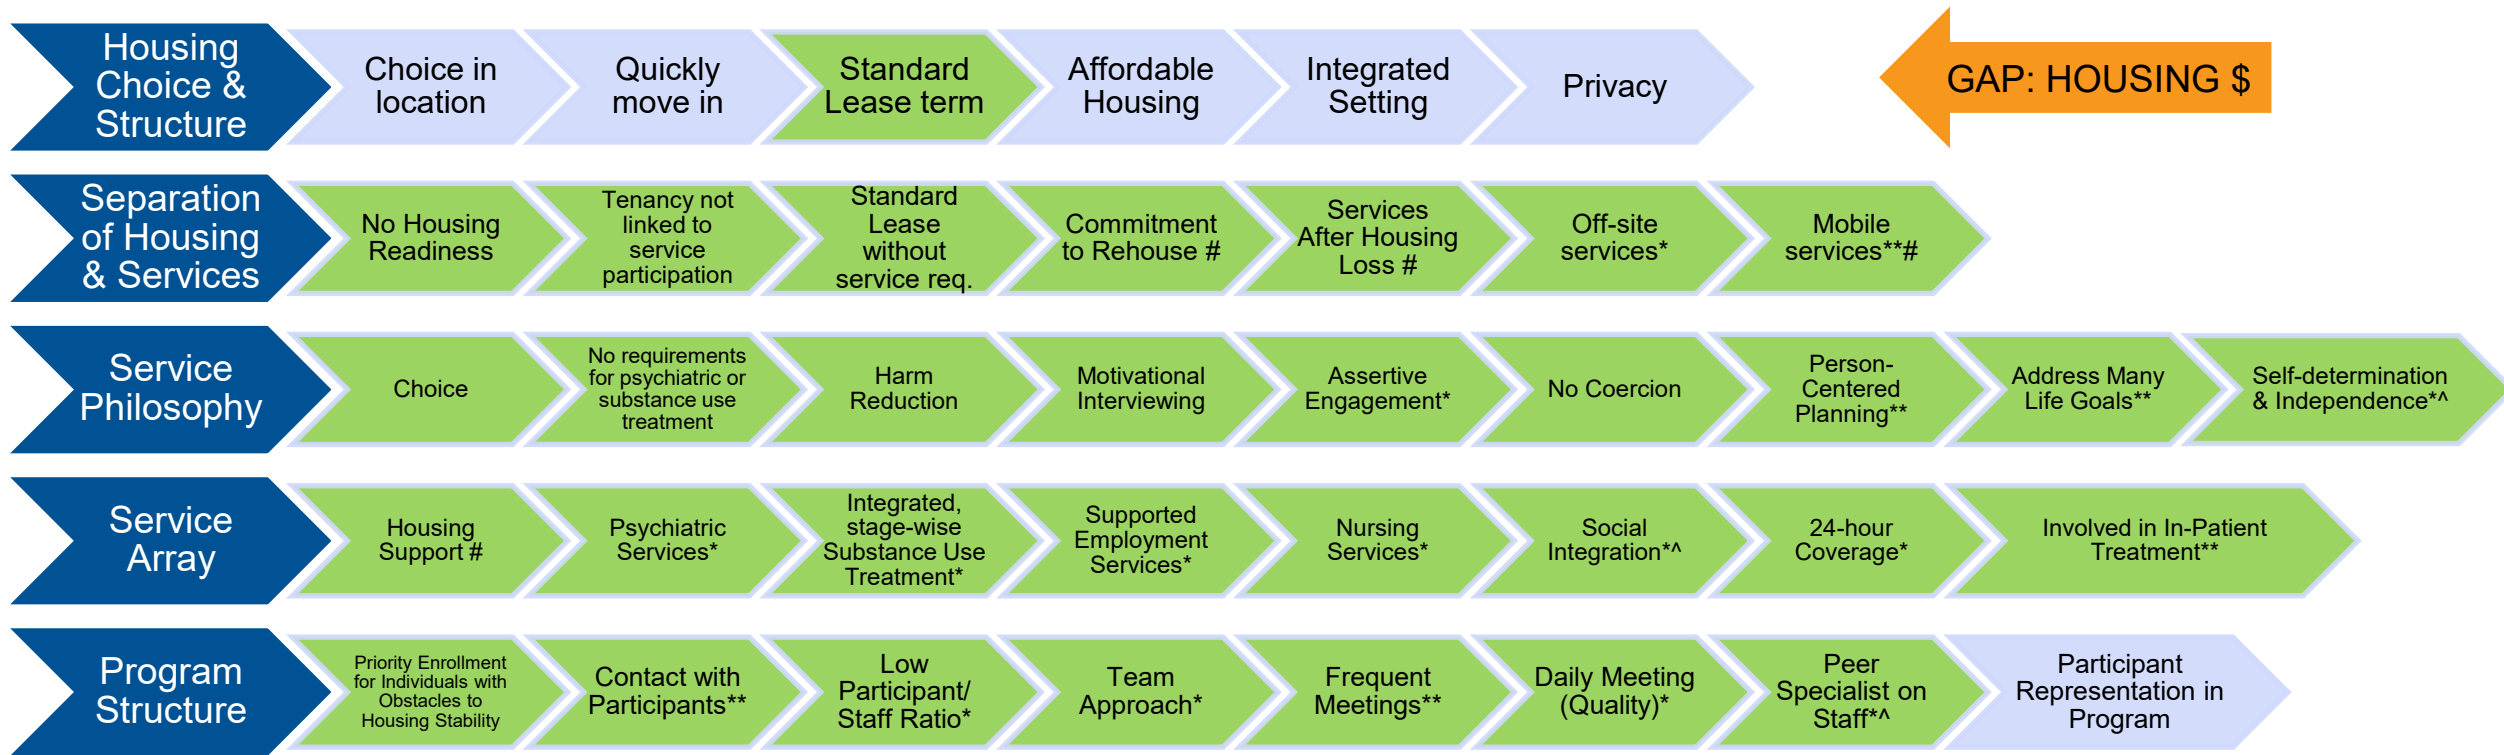 Housing
Choice &
Structure
Choice in
location
Quickly
move in
Standard
Lease term
Affordable
Housing
Integrated
Setting
Privacy
GAP: HOUSING $
Separation
of Housing
& Services
No Housing
Readiness
Tenancy not
linked to
service
participation
Standard
Lease
without
service req.
Commitment
to Rehouse #
Services
After Housing
Loss #
Off-site
services*
Mobile
services**#
Service
Philosophy
Choice
No requirements
for psychiatric or
substance use
treatment
Harm
Reduction
Motivational
Interviewing
Assertive
Engagement*
No Coercion
Person-
Centered
Planning**
Address Many
Life Goals**
Self-determination
& Independence*^
Service
Array
Housing
Support #
Psychiatric
Services*
Integrated,
stage-wise
Substance Use
Treatment*
Supported
Employment
Services*
Nursing
Services*
Social
Integration*^
24-hour
Coverage*
Involved in In-Patient
Treatment**
Program
Structure
Priority Enrollment
for Individuals with
Obstacles to
Housing Stability
Contact with
Participants**
Low
Participant/
Staff Ratio*
Team
Approach*
Frequent
Meetings**
Daily Meeting
(Quality)*
Peer
Specialist on
Staff*^
Participant
Representation in
Program